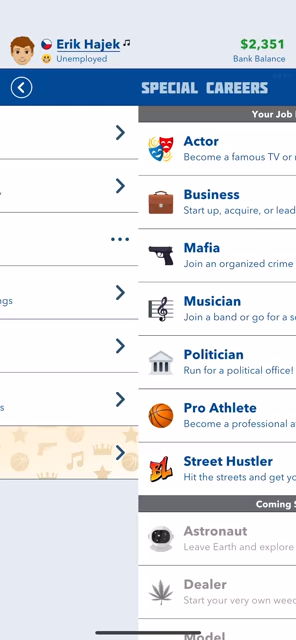 Erik Hajek
$2,351
Unemployed
Bank Balance
SPECIAL CAREERS
Your Job
Actor
Become a famous TV or
Business
Start up, acquire, or lead
Mafia
Join an organized crime
ngs
Musician
Join a band or go for a s
Politician
Run for a political office!
s
Pro Athlete
Become a professional a
BL
Street Hustler
Hit the streets and get yo
Coming S
Astronaut
Leave Earth and explore
Dealer
Start your very own wee
Model